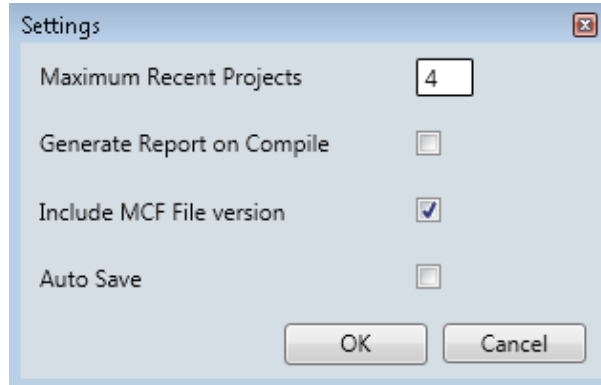 Settings
Maximum Recent Projects 4
Generate Report on Compile
Include MCF File version
Auto Save
OK Cancel